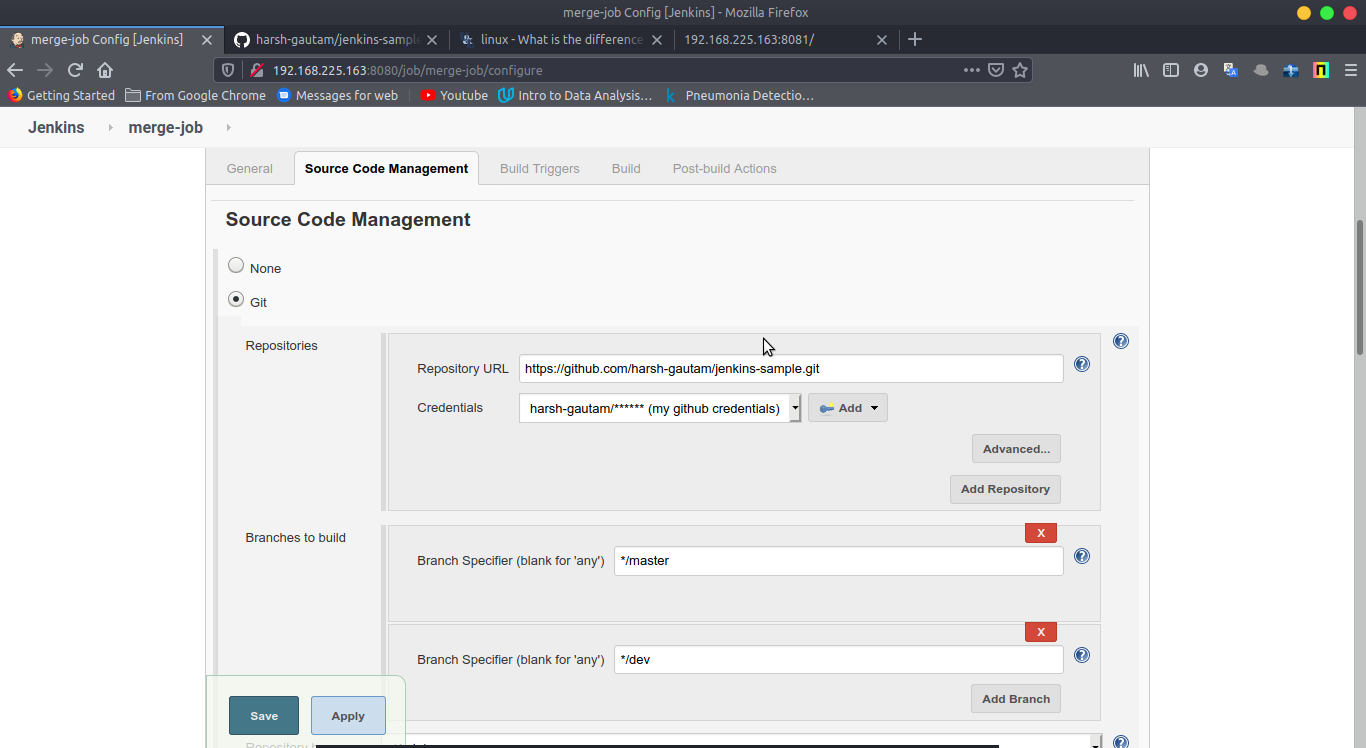 merge-job Config [Jenkins] - Mozilla Firefox
merge-job Config [Jenkins] harsh-gautam/jenkins-sampl linux - What is the difference 192.168.225.163:8081/
192.168.225.163:8080/job/merge-job/configure
Getting Started From Google Chrome Messages for web Youtube Intro to Data Analysis… Pneumonia Detectio…
Jenkins merge-job
General Source Code Management Build Triggers Build Post-build Actions
Source Code Management
None
Git
Repositories
Repository URL https://github.com/harsh-gautam/jenkins-sample.git
Credentials harsh-gautam/****** (my github credentials) Add
Advanced...
Add Repository
Branches to build
X
Branch Specifier (blank for 'any') */master
X
Branch Specifier (blank for 'any') */dev
Add Branch
Save Apply
Repository